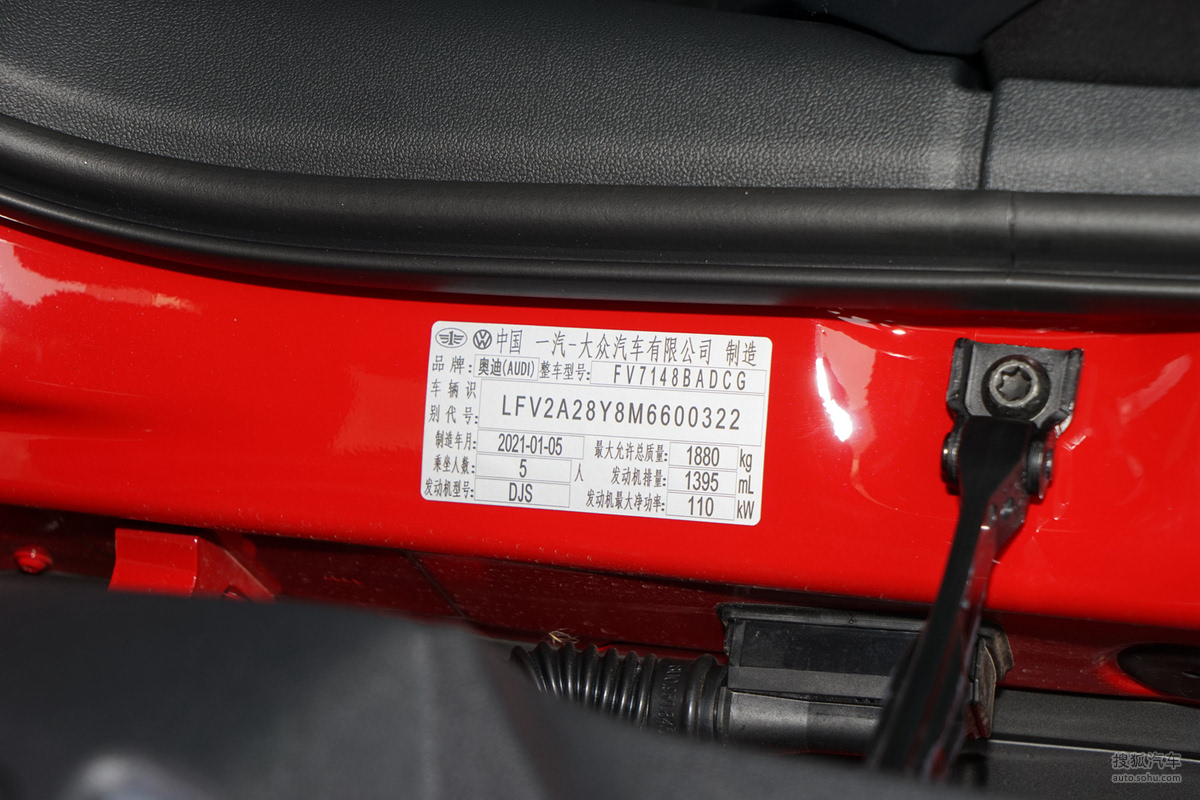 中国 一汽-大众汽车有限公司 制造
品牌: 奥迪(AUDI) 整车型号: FV7148BADCG
车辆识别代号: LFV2A28Y8M6600322
制造年月: 2021-01-05 最大允许总质量: 1880 kg
乘坐人数: 5 人 发动机排量: 1395 mL
发动机型号: DJS 发动机最大净功率: 110 kW
搜狐汽车
auto.sohu.com